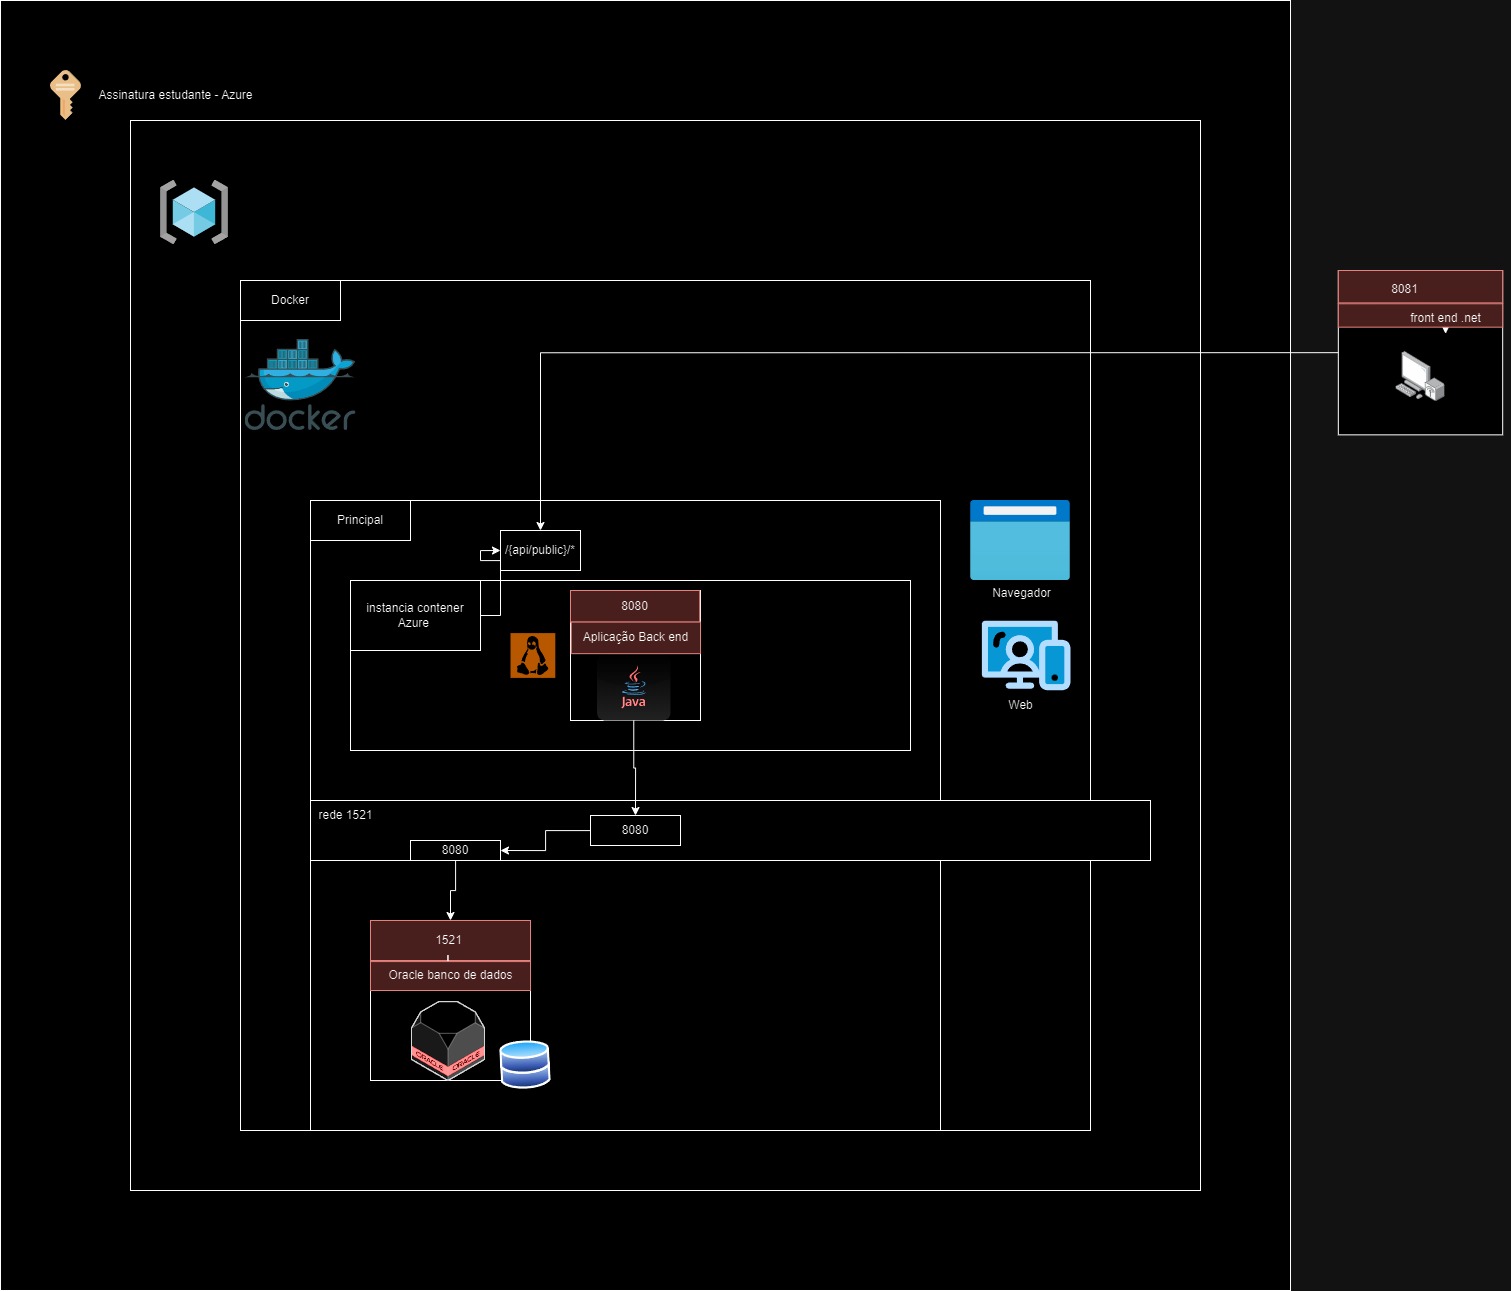 Assinatura estudante - Azure
Docker
docker
8081
front end .net
Principal
/{api/public}/*
instancia contener
Azure
8080
Aplicação Back end
Java
Navegador
Web
rede 1521
8080
8080
1521
Oracle banco de dados
ORACLE
ORACLE